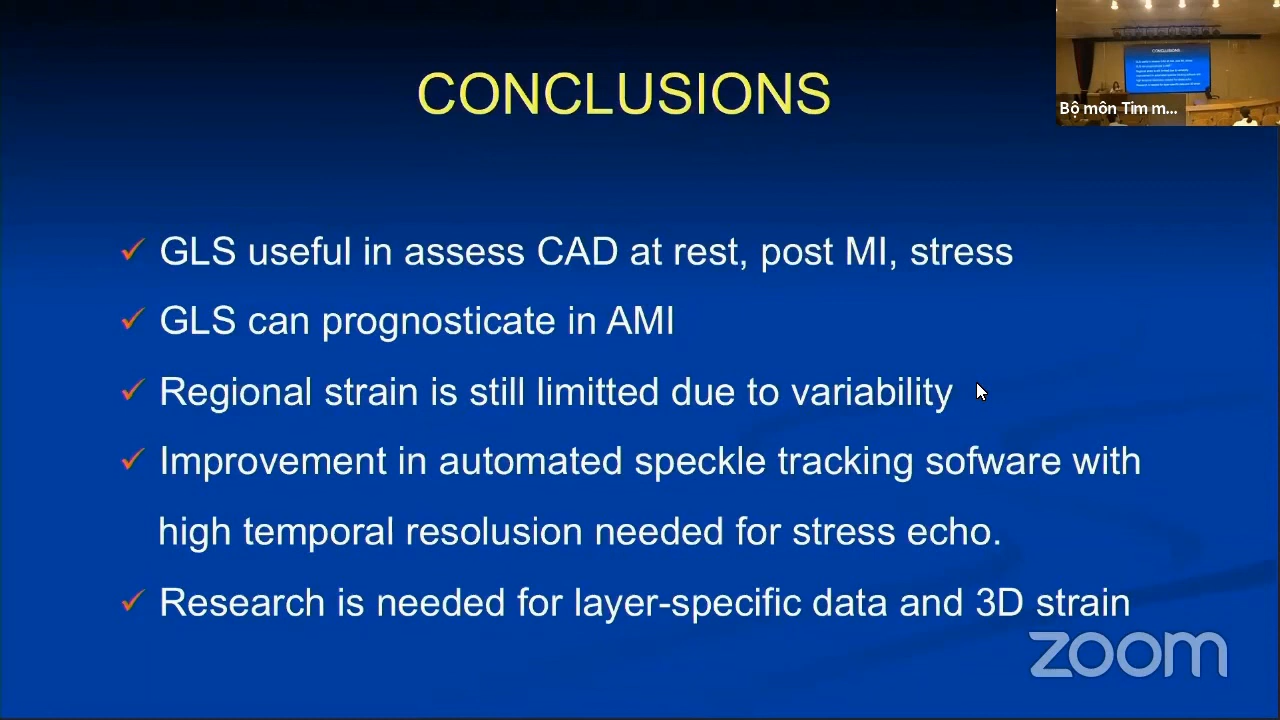 CONCLUSIONS
Bộ môn Tim m...
GLS useful in assess CAD at rest, post MI, stress
GLS can prognosticate in AMI
Regional strain is still limitted due to variability
Improvement in automated speckle tracking sofware with
high temporal resolusion needed for stress echo.
Research is needed for layer-specific data and 3D strain
zoom